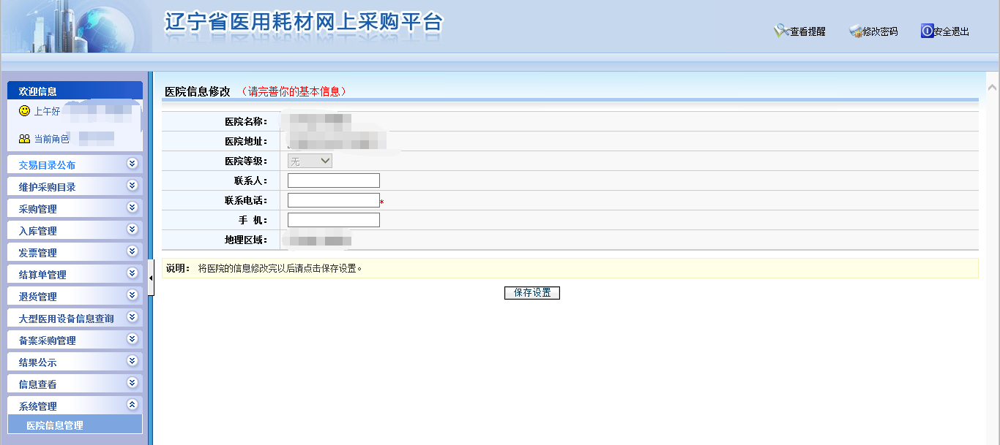 辽宁省医用耗材网上采购平台
查看提醒 修改密码 安全退出
欢迎信息
上午好
当前角色
交易目录公布
维护采购目录
采购管理
入库管理
发票管理
结算单管理
退货管理
大型医用设备信息查询
备案采购管理
结果公示
信息查看
系统管理
医院信息管理
医院信息修改 （请完善你的基本信息）
医院名称：
医院地址：
医院等级： 无
联系人：
联系电话： *
手 机：
地理区域：
说明： 将医院的信息修改完以后请点击保存设置。
保存设置